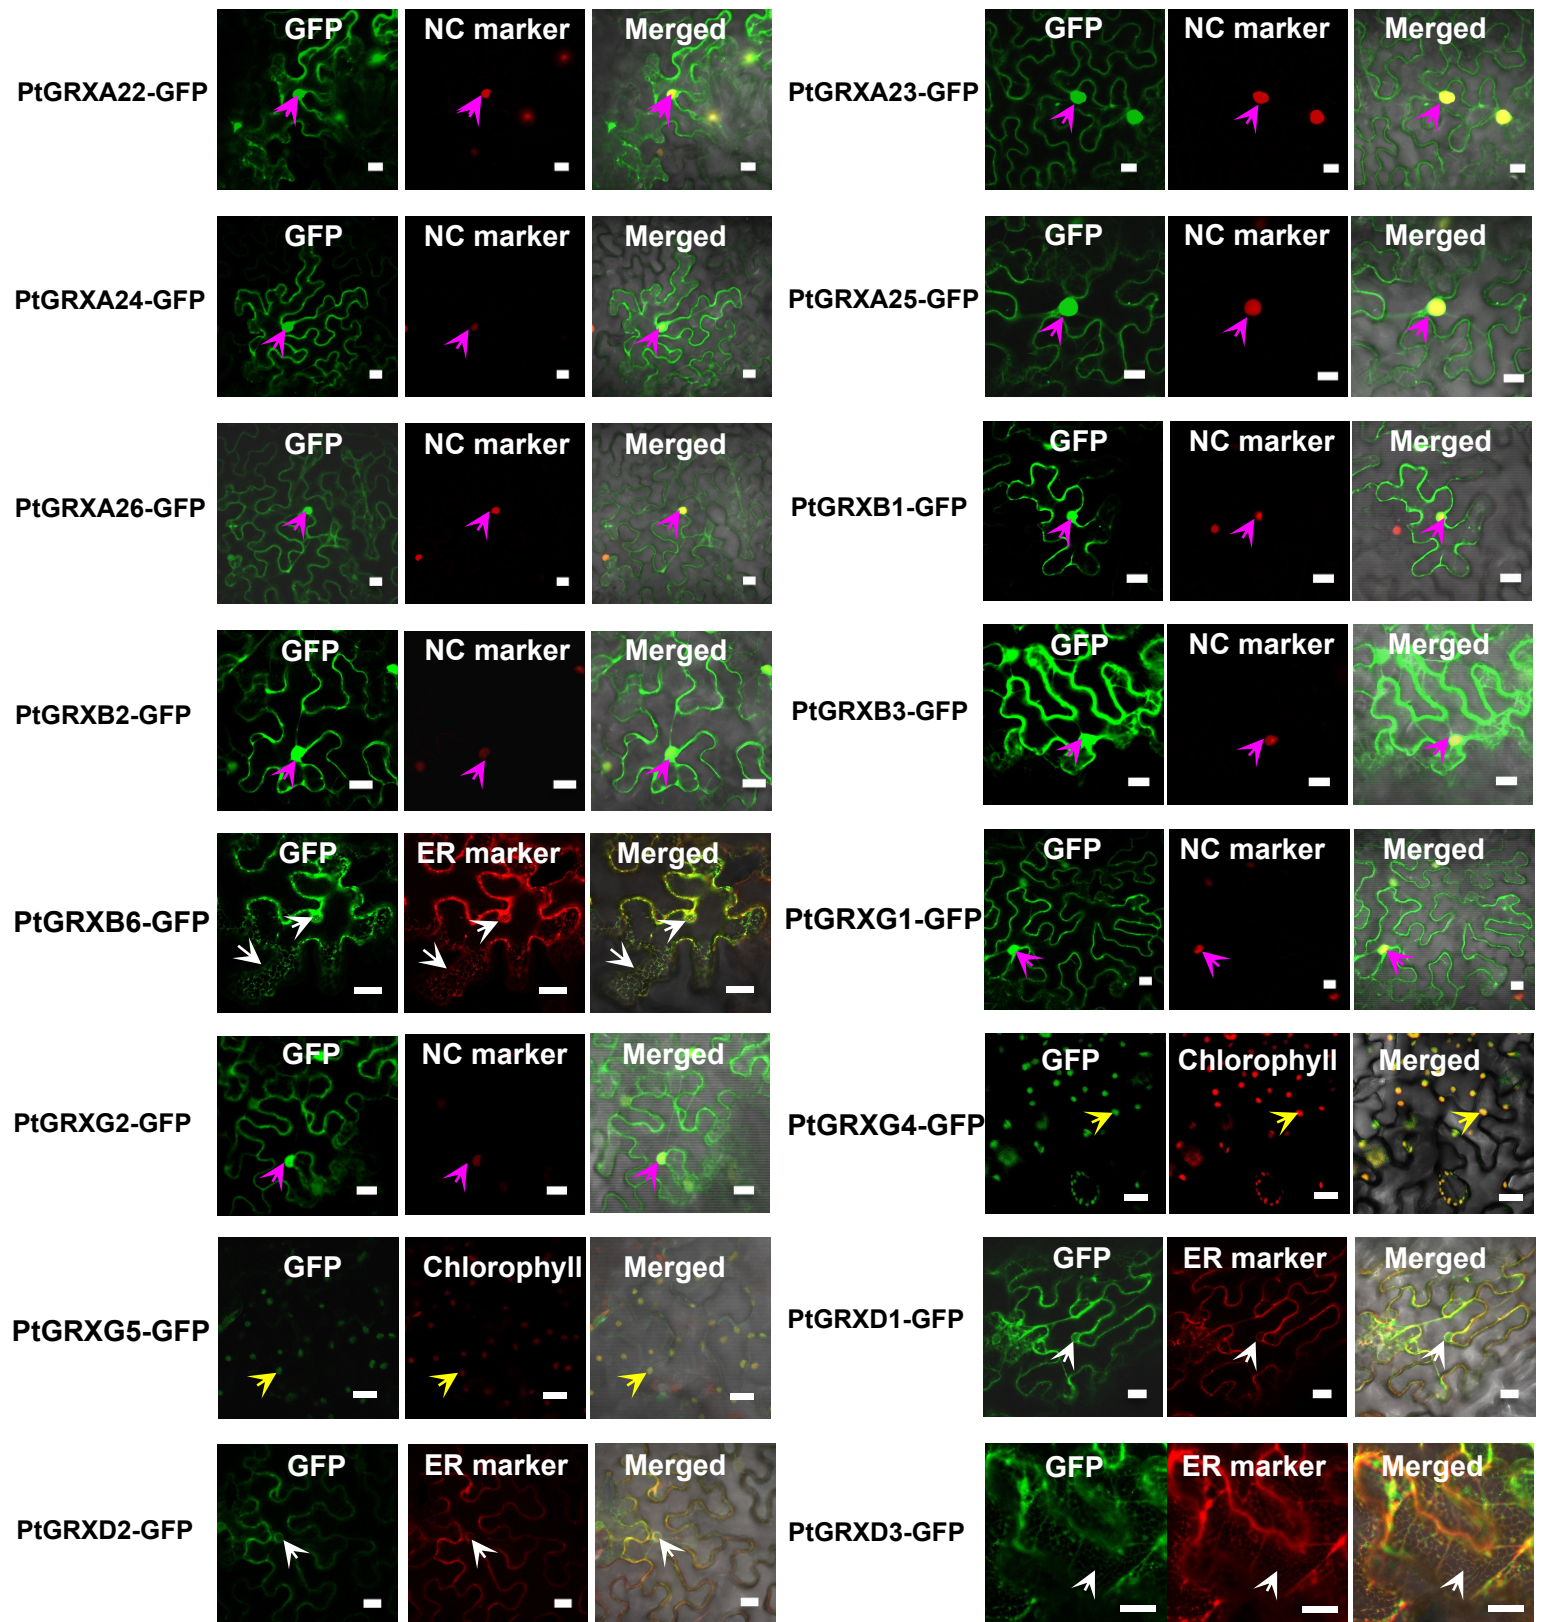 GFP NC marker Merged GFP NC marker Merged
PtGRXA22-GFP PtGRXA23-GFP
GFP NC marker Merged GFP NC marker Merged
PtGRXA24-GFP PtGRXA25-GFP
GFP NC marker Merged GFP NC marker Merged
PtGRXA26-GFP PtGRXB1-GFP
GFP NC marker Merged GFP NC marker Merged
PtGRXB2-GFP PtGRXB3-GFP
GFP ER marker Merged GFP NC marker Merged
PtGRXB6-GFP PtGRXG1-GFP
GFP NC marker Merged GFP Chlorophyll Merged
PtGRXG2-GFP PtGRXG4-GFP
GFP Chlorophyll Merged GFP ER marker Merged
PtGRXG5-GFP PtGRXD1-GFP
GFP ER marker Merged GFP ER marker Merged
PtGRXD2-GFP PtGRXD3-GFP